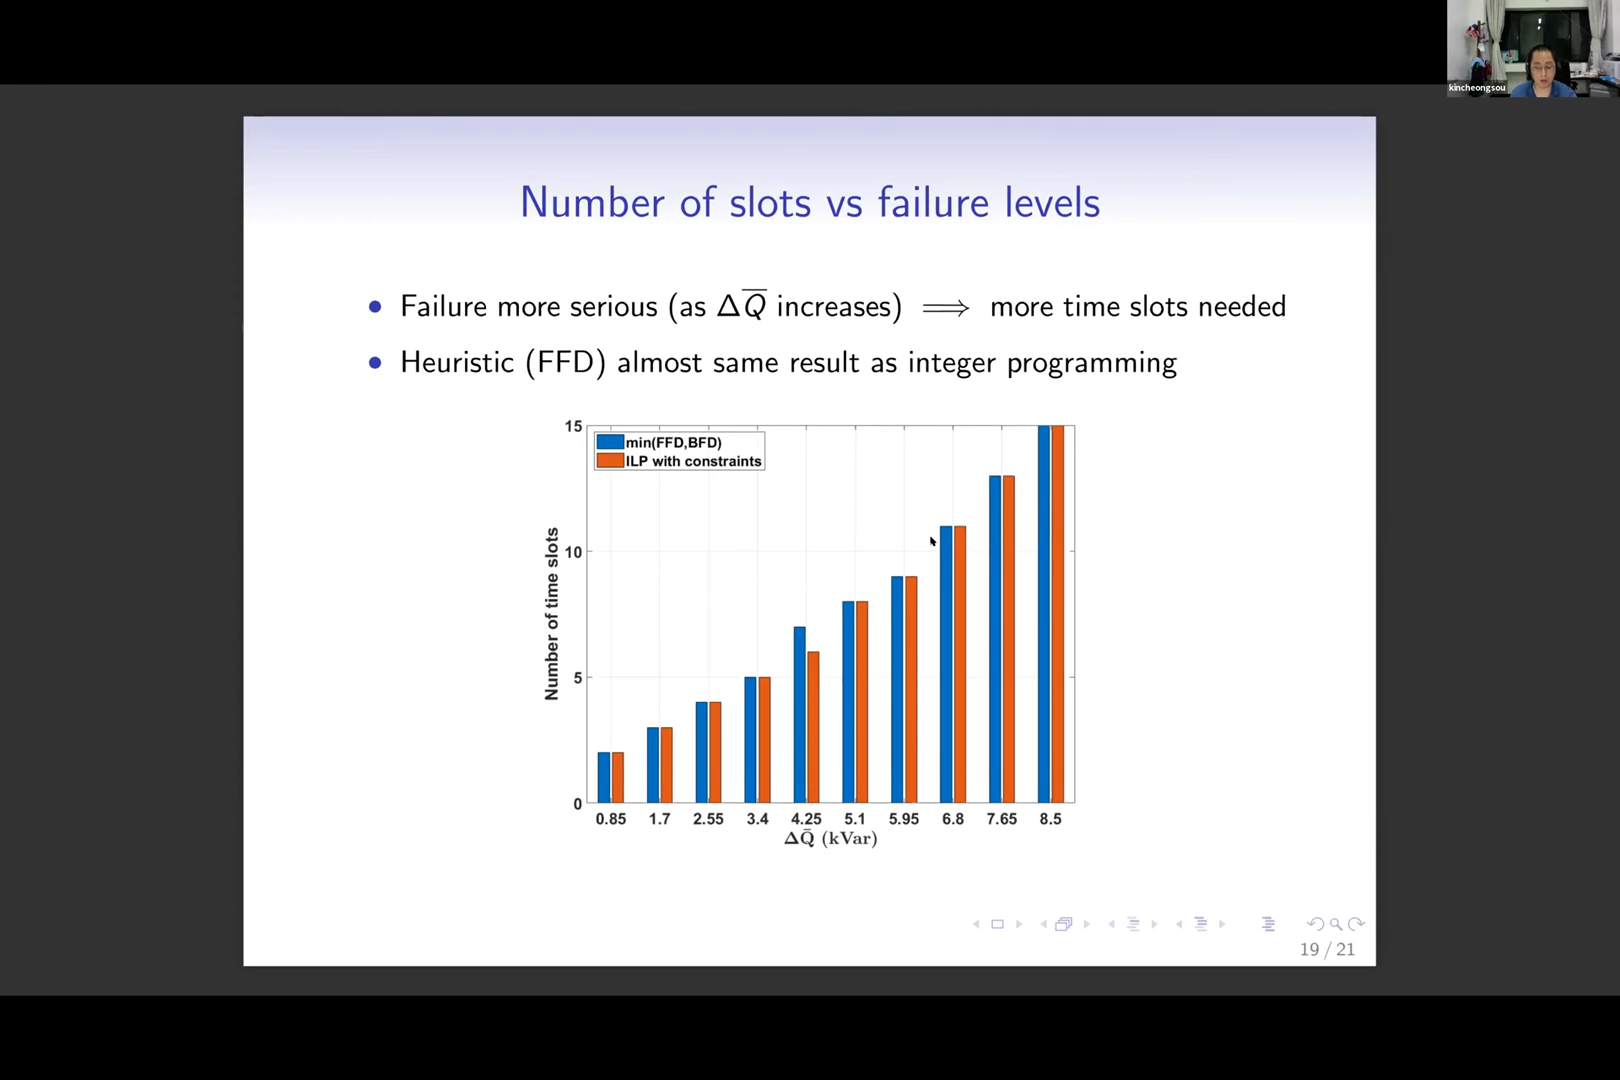 kincheongsou
Number of slots vs failure levels
• Failure more serious (as ΔQ̅ increases) ⟹ more time slots needed
• Heuristic (FFD) almost same result as integer programming
min(FFD,BFD)
ILP with constraints
Number of time slots
15
10
5
0
0.85 1.7 2.55 3.4 4.25 5.1 5.95 6.8 7.65 8.5
ΔQ̅ (kVar)
19 / 21